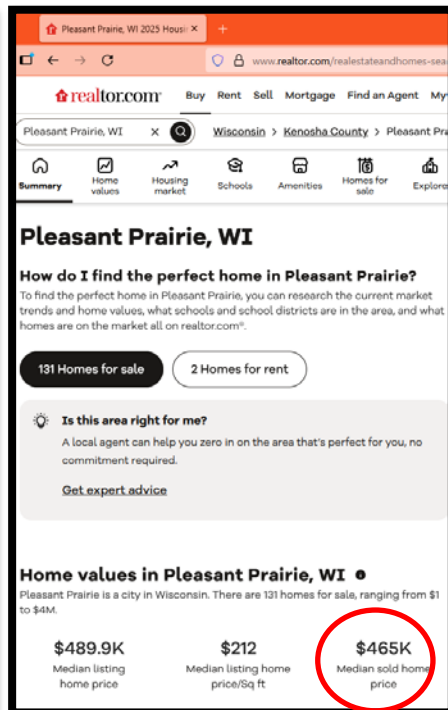 Pleasant Prairie, WI 2025 Housi
www.realtor.com/realestateandhomes-sea
realtor.com Buy Rent Sell Mortgage Find an Agent My
Pleasant Prairie, WI Wisconsin > Kenosha County > Pleasant Pra
Summary Home values Housing market Schools Amenities Homes for sale Explore
Pleasant Prairie, WI
How do I find the perfect home in Pleasant Prairie?
To find the perfect home in Pleasant Prairie, you can research the current market
trends and home values, what schools and school districts are in the area, and what
homes are on the market all on realtor.com®.
131 Homes for sale 2 Homes for rent
Is this area right for me?
A local agent can help you zero in on the area that's perfect for you, no
commitment required.
Get expert advice
Home values in Pleasant Prairie, WI
Pleasant Prairie is a city in Wisconsin. There are 131 homes for sale, ranging from $1
to $4M.
$489.9K $212 $465K
Median listing Median listing home Median sold home
home price price/Sq ft price